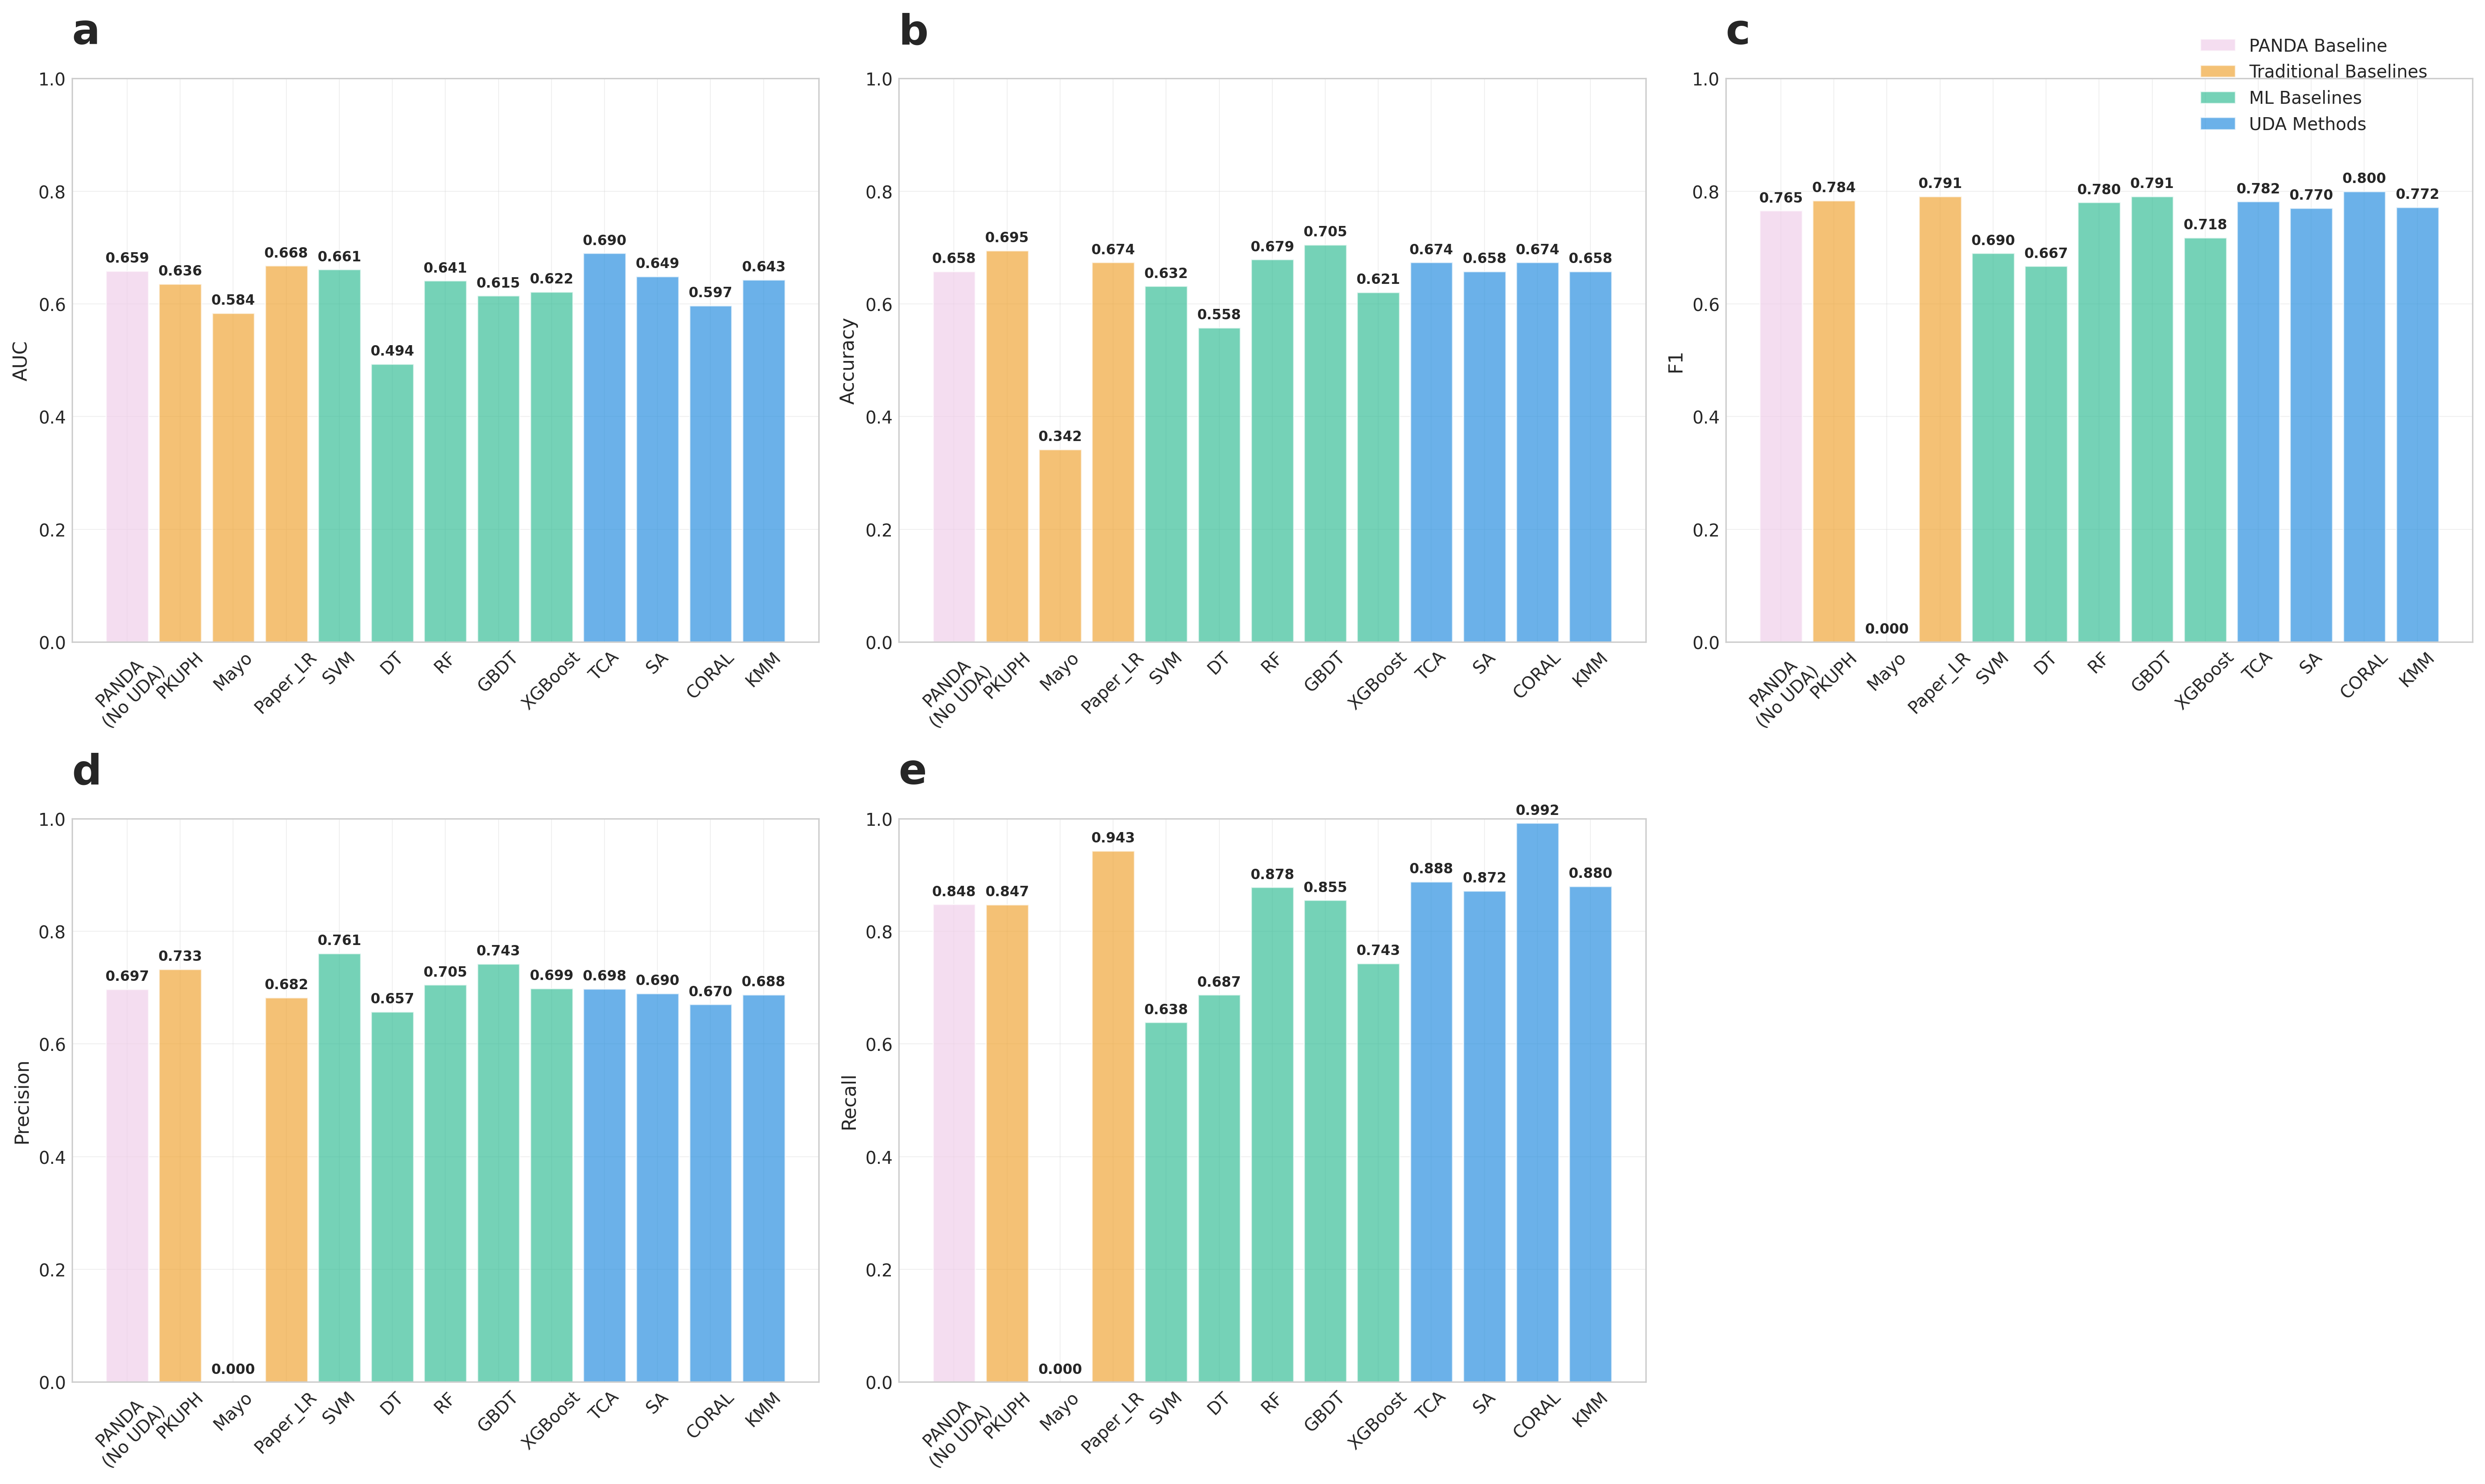 a
b
c
PANDA Baseline
Traditional Baselines
ML Baselines
UDA Methods
AUC
1.0
0.8
0.6
0.4
0.2
0.0
0.659
0.636
0.584
0.668
0.661
0.494
0.641
0.615
0.622
0.690
0.649
0.597
0.643
PANDA
(No UDA)
PKUPH
Mayo
Paper_LR
SVM
DT
RF
GBDT
XGBoost
TCA
SA
CORAL
KMM
Accuracy
1.0
0.8
0.6
0.4
0.2
0.0
0.658
0.695
0.342
0.674
0.632
0.558
0.679
0.705
0.621
0.674
0.658
0.674
0.658
PANDA
(No UDA)
PKUPH
Mayo
Paper_LR
SVM
DT
RF
GBDT
XGBoost
TCA
SA
CORAL
KMM
F1
1.0
0.8
0.6
0.4
0.2
0.0
0.765
0.784
0.000
0.791
0.690
0.667
0.780
0.791
0.718
0.782
0.770
0.800
0.772
PANDA
(No UDA)
PKUPH
Mayo
Paper_LR
SVM
DT
RF
GBDT
XGBoost
TCA
SA
CORAL
KMM
d
e
Precision
1.0
0.8
0.6
0.4
0.2
0.0
0.697
0.733
0.000
0.682
0.761
0.657
0.705
0.743
0.699
0.698
0.690
0.670
0.688
PANDA
(No UDA)
PKUPH
Mayo
Paper_LR
SVM
DT
RF
GBDT
XGBoost
TCA
SA
CORAL
KMM
Recall
1.0
0.8
0.6
0.4
0.2
0.0
0.848
0.847
0.000
0.943
0.638
0.687
0.878
0.855
0.743
0.888
0.872
0.992
0.880
PANDA
(No UDA)
PKUPH
Mayo
Paper_LR
SVM
DT
RF
GBDT
XGBoost
TCA
SA
CORAL
KMM